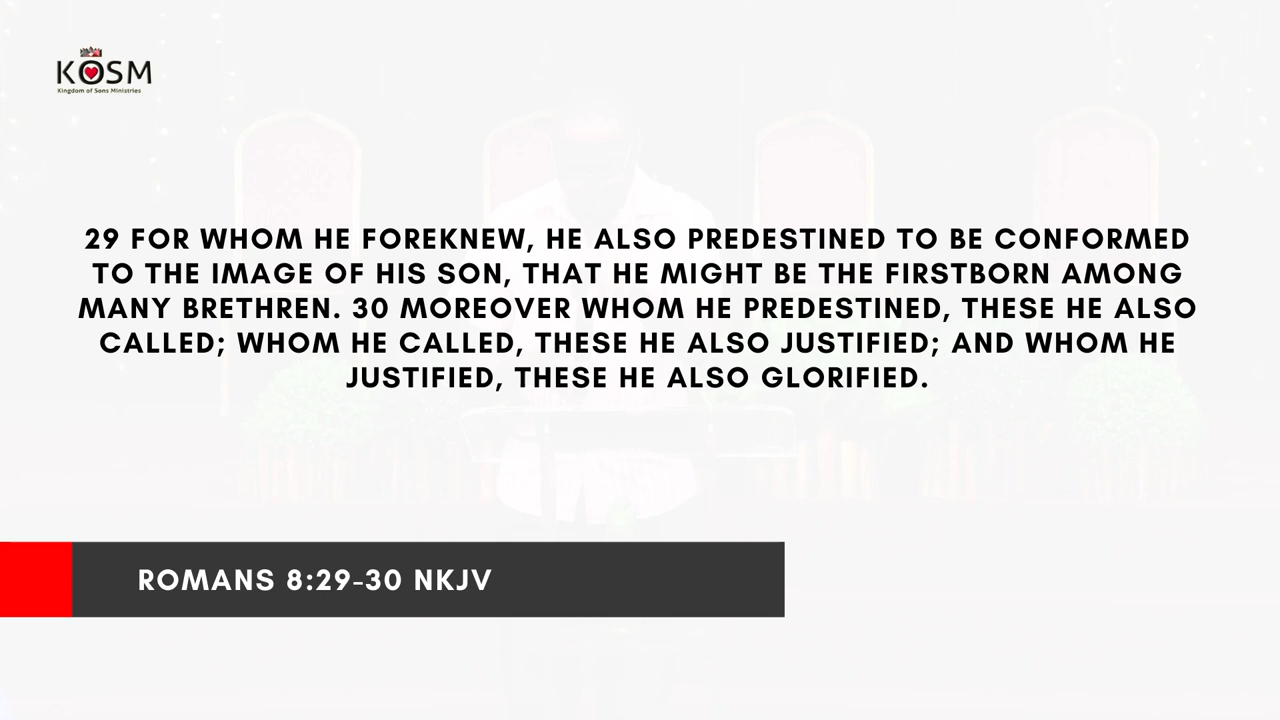 KOSM
Kingdom of Sons Ministries
29 FOR WHOM HE FOREKNEW, HE ALSO PREDESTINED TO BE CONFORMED
TO THE IMAGE OF HIS SON, THAT HE MIGHT BE THE FIRSTBORN AMONG
MANY BRETHREN. 30 MOREOVER WHOM HE PREDESTINED, THESE HE ALSO
CALLED; WHOM HE CALLED, THESE HE ALSO JUSTIFIED; AND WHOM HE
JUSTIFIED, THESE HE ALSO GLORIFIED.
ROMANS 8:29-30 NKJV